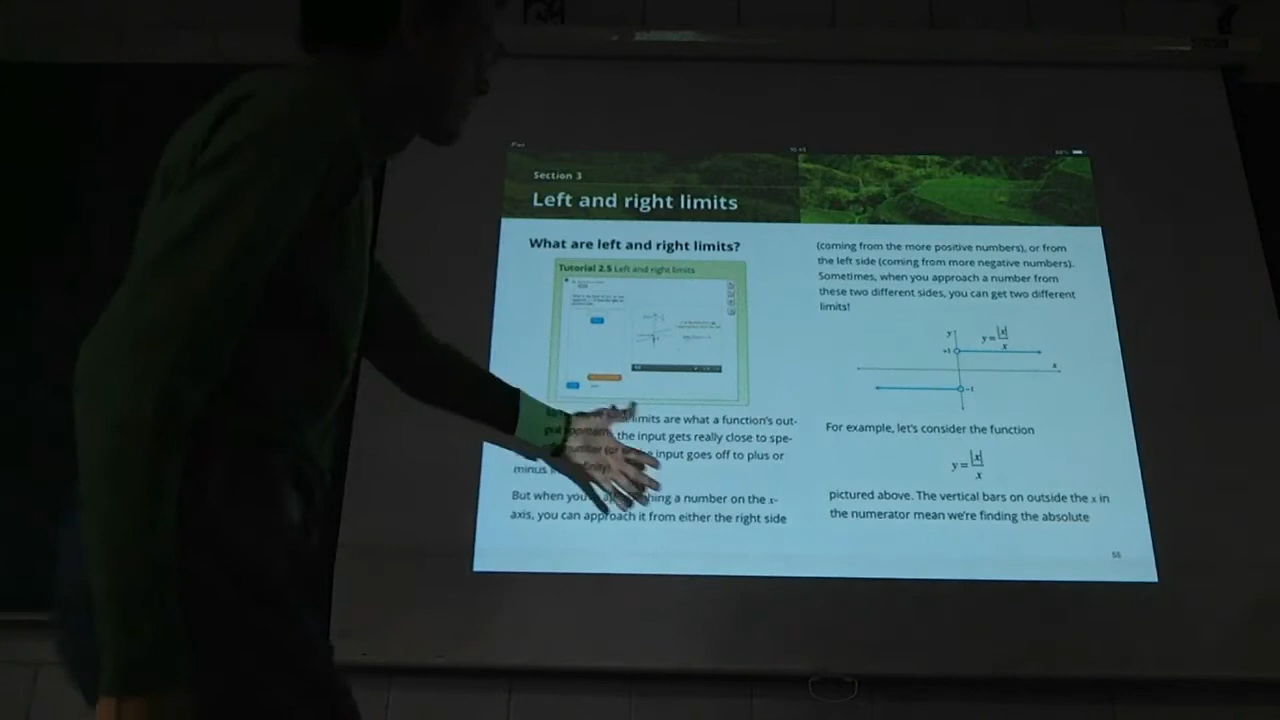 iPad
Section 3
Left and right limits
What are left and right limits?
Tutorial 2.5 Left and right limits
limits are what a function's out-
the input gets really close to spe-
input goes off to plus or
minus
But when you
a number on the x-
axis, you can approach it from either the right side
(coming from the more positive numbers), or from
the left side (coming from more negative numbers).
Sometimes, when you approach a number from
these two different sides, you can get two different
limits!
y
y = |x|/x
+1
x
-1
For example, let's consider the function
y = |x|/x
pictured above. The vertical bars on outside the x in
the numerator mean we're finding the absolute